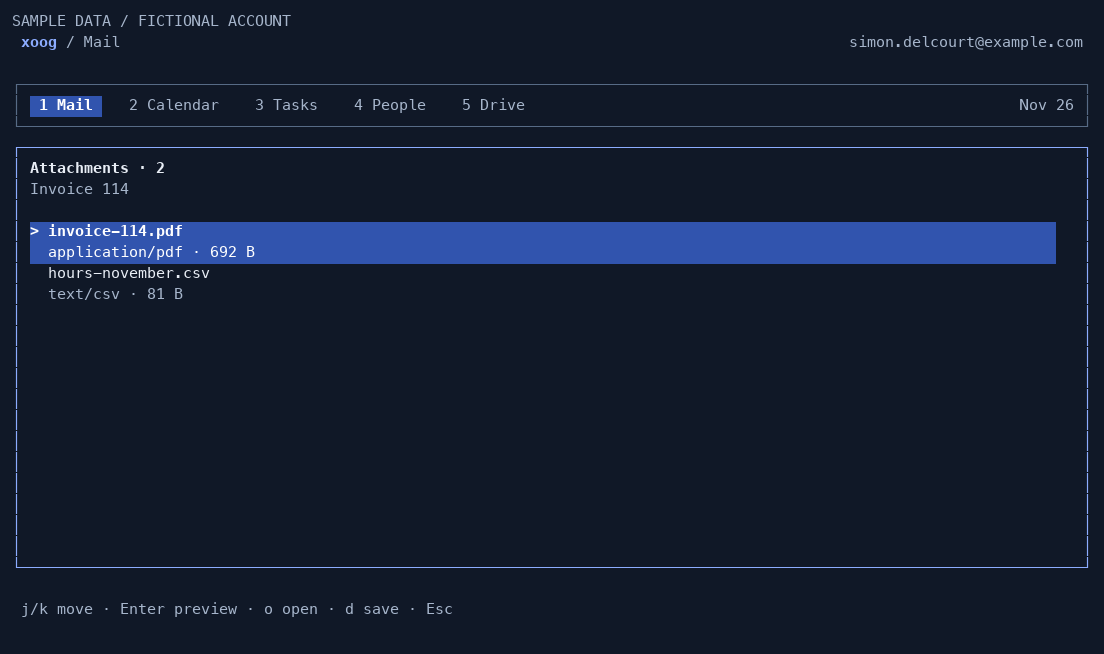 SAMPLE DATA / FICTIONAL ACCOUNT
xoog / Mail simon.delcourt@example.com
1 Mail 2 Calendar 3 Tasks 4 People 5 Drive Nov 26
Attachments · 2
Invoice 114
> invoice-114.pdf
application/pdf · 692 B
hours-november.csv
text/csv · 81 B
j/k move · Enter preview · o open · d save · Esc